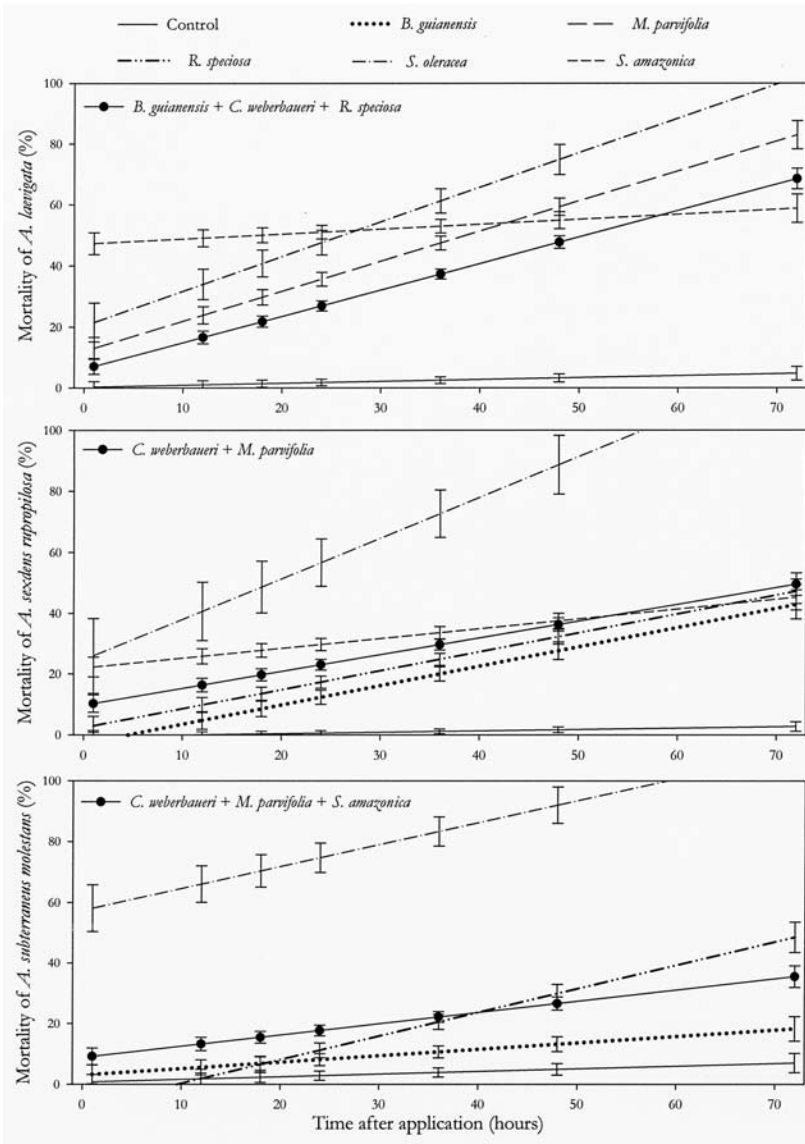 Control B. guianensis M. parvifolia
R. speciosa S. oleracea S. amazonica
100
B. guianensis + C. weberbaueri + R. speciosa
80
60
40
20
0
Mortality of A. laevigata (%)
0 10 20 30 40 50 60 70
100
C. weberbaueri + M. parvifolia
80
60
40
20
0
Mortality of A. sexdens rupropilosa (%)
0 10 20 30 40 50 60 70
100
C. weberbaueri + M. parvifolia + S. amazonica
80
60
40
20
0
Mortality of A. subterraneus molestans (%)
0 10 20 30 40 50 60 70
Time after application (hours)